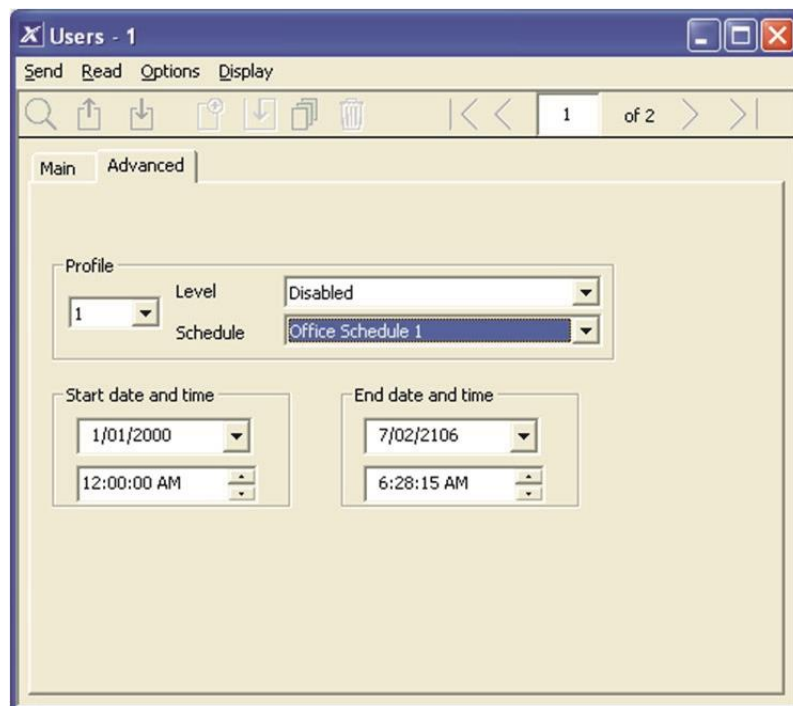 Users - 1
Send Read Options Display
1 of 2
Main Advanced
Profile
1 Level Disabled
Schedule Office Schedule 1
Start date and time End date and time
1/01/2000 7/02/2106
12:00:00 AM 6:28:15 AM